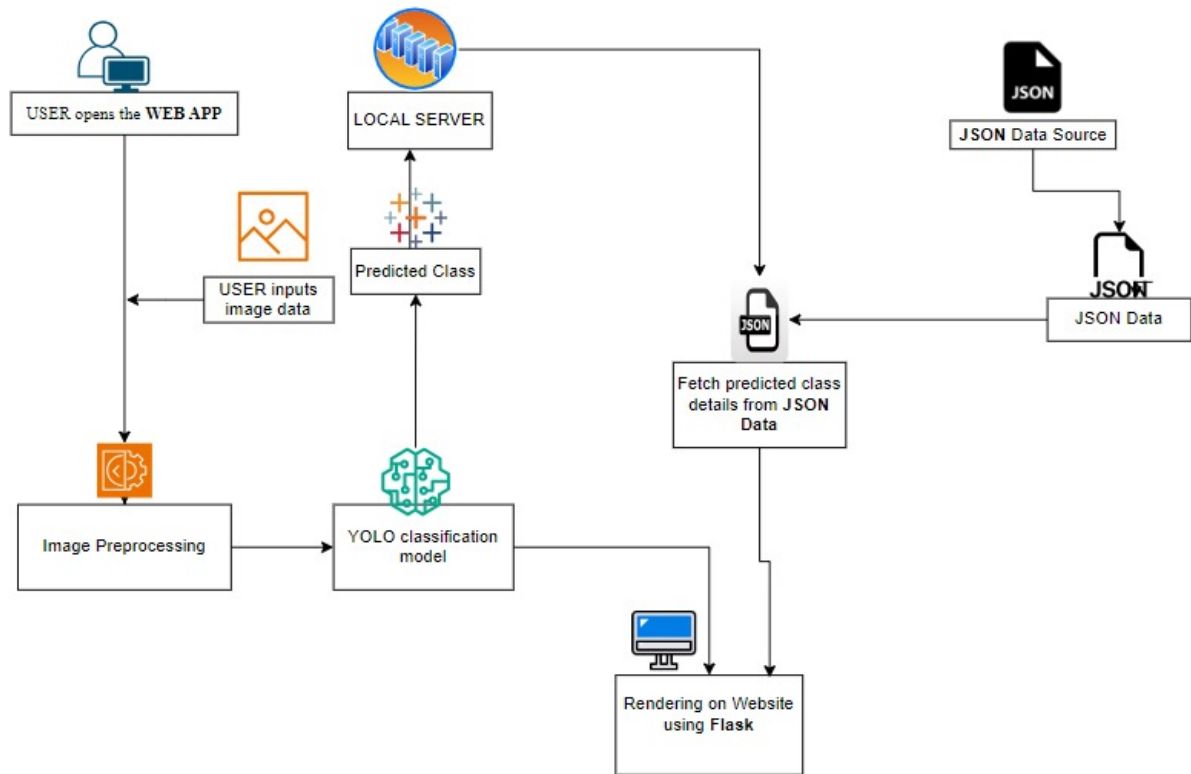 USER opens the WEB APP
LOCAL SERVER
JSON
JSON Data Source
USER inputs
image data
Predicted Class
JSON
JSON Data
JSON
Fetch predicted class
details from JSON
Data
Image Preprocessing
YOLO classification
model
Rendering on Website
using Flask